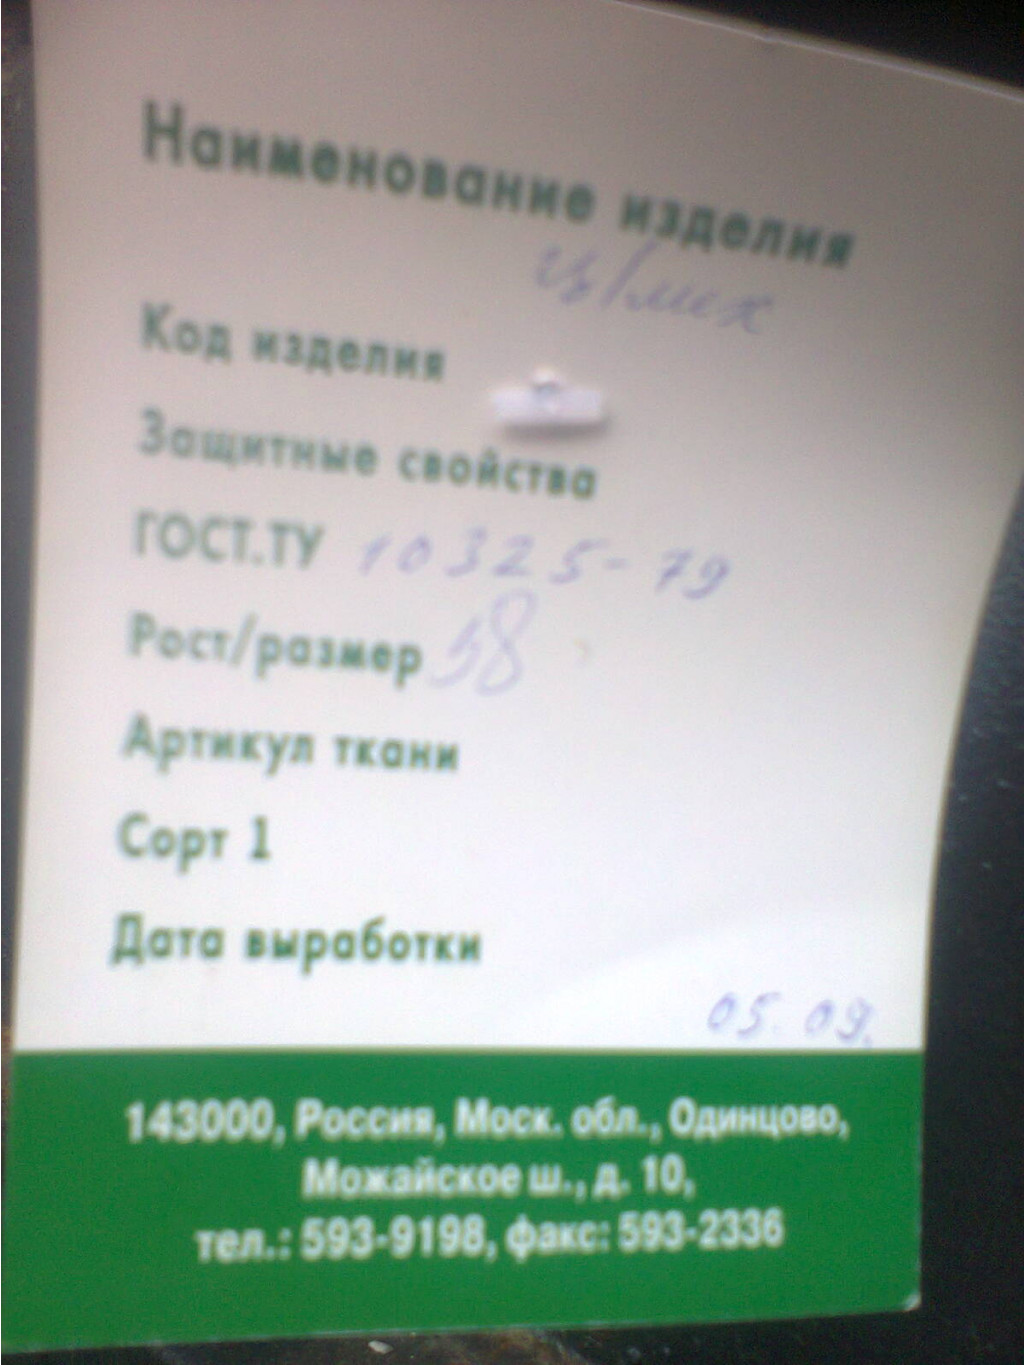 Наименование изделия
ц/мех
Код изделия
Защитные свойства
ГОСТ.ТУ 10325-79
Рост/размер 58
Артикул ткани
Сорт 1
Дата выработки
05.09.
143000, Россия, Моск. обл., Одинцово,
Можайское ш., д. 10,
тел.: 593-9198, факс: 593-2336